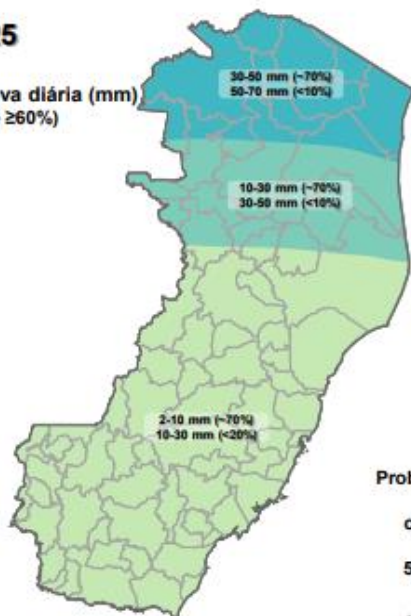 5
va diária (mm)
≥60%)
30-50 mm (~70%)
50-70 mm (<10%)
10-30 mm (~70%)
30-50 mm (<10%)
2-10 mm (~70%)
10-30 mm (<20%)
Prob
5